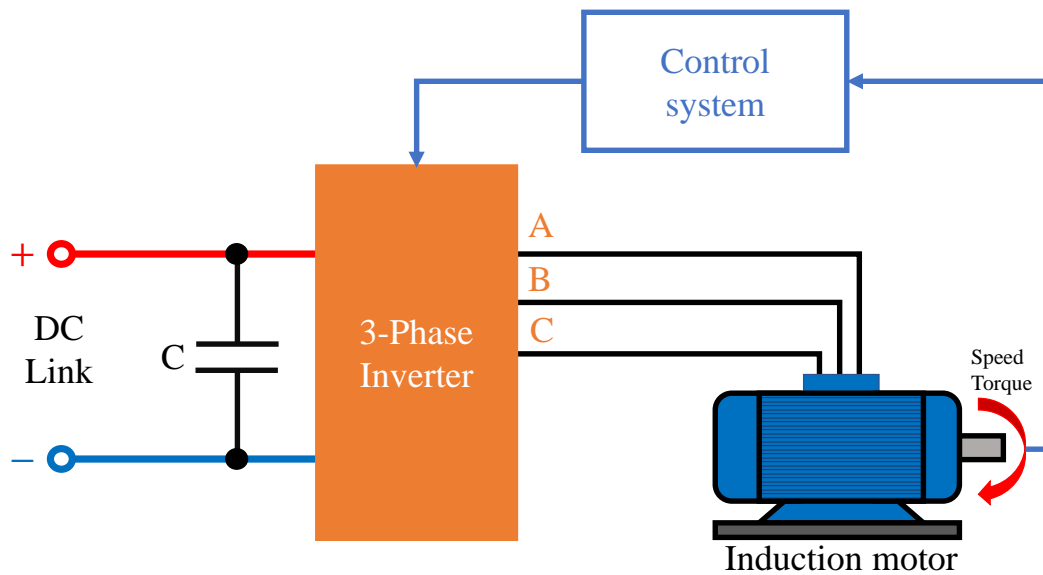 Control
system
A
+
B
DC
Link
C
3-Phase
Inverter
C
Speed
Torque
−
Induction motor